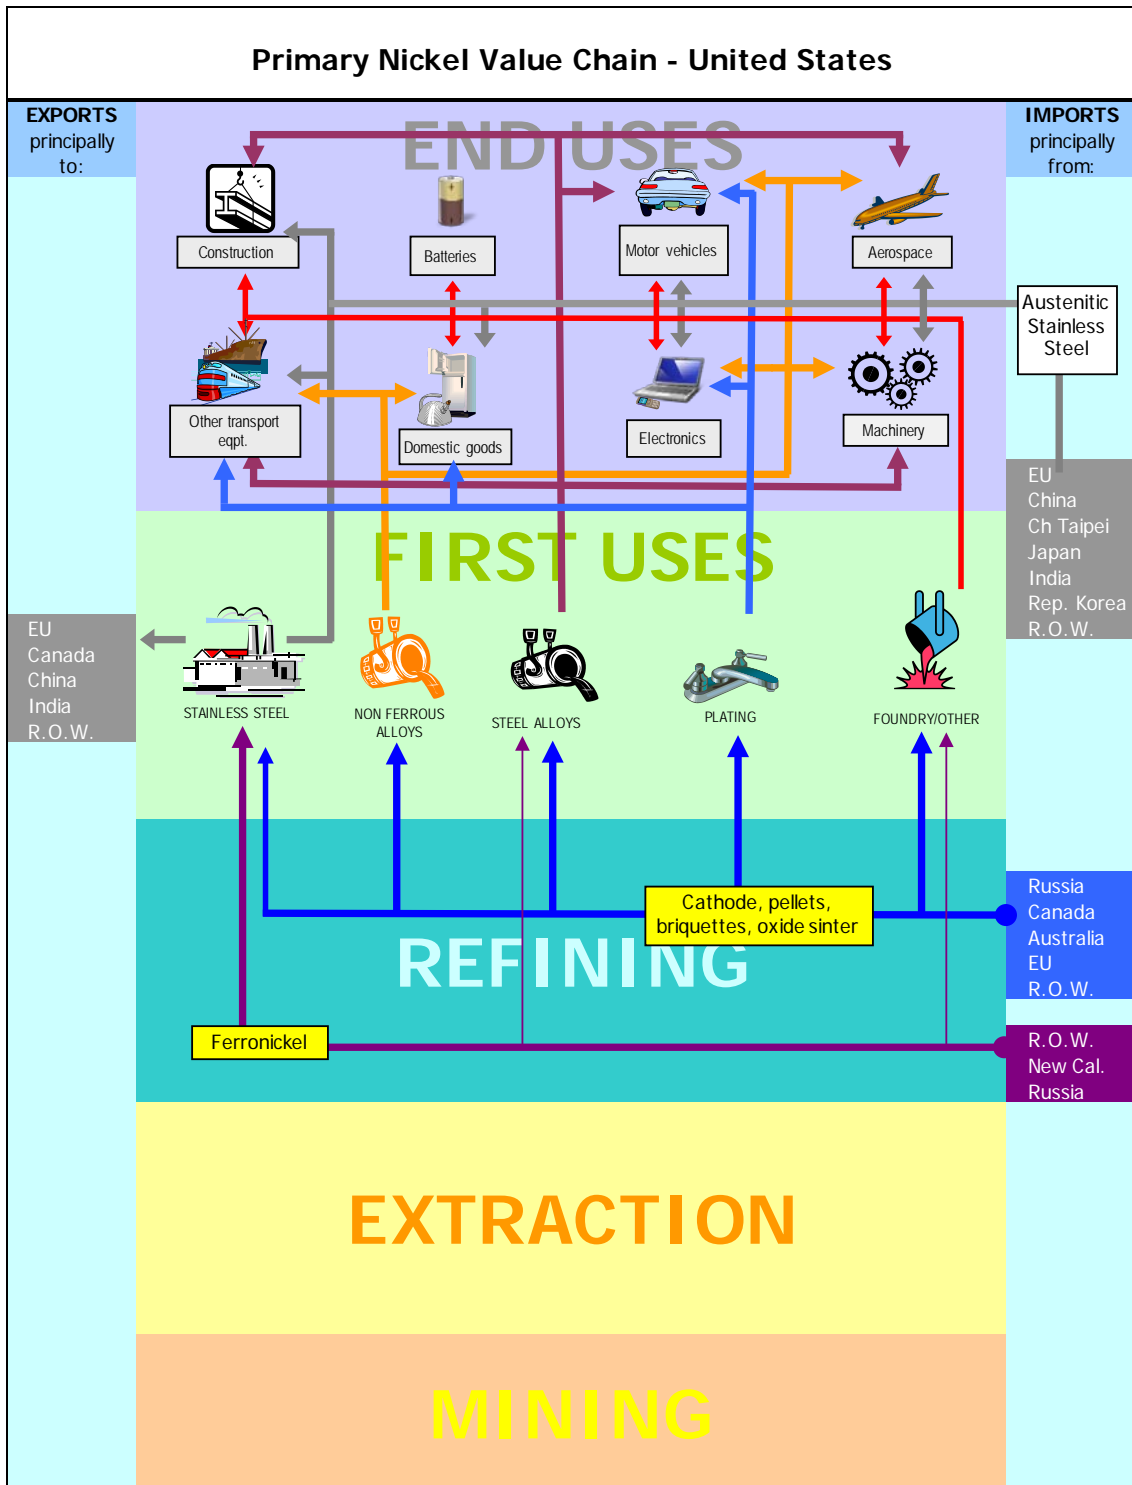 Primary Nickel Value Chain - United States
EXPORTS
principally
to:
END USES
IMPORTS
principally
from:
Construction
Batteries
Motor vehicles
Aerospace
Austenitic
Stainless
Steel
Other transport
eqpt.
Domestic goods
Electronics
Machinery
EU
China
Ch Taipei
Japan
India
Rep. Korea
R.O.W.
FIRST USES
EU
Canada
China
India
R.O.W.
STAINLESS STEEL
NON FERROUS
ALLOYS
STEEL ALLOYS
PLATING
FOUNDRY/OTHER
Cathode, pellets,
briquettes, oxide sinter
Russia
Canada
Australia
EU
R.O.W.
REFINING
Ferronickel
R.O.W.
New Cal.
Russia
EXTRACTION
MINING